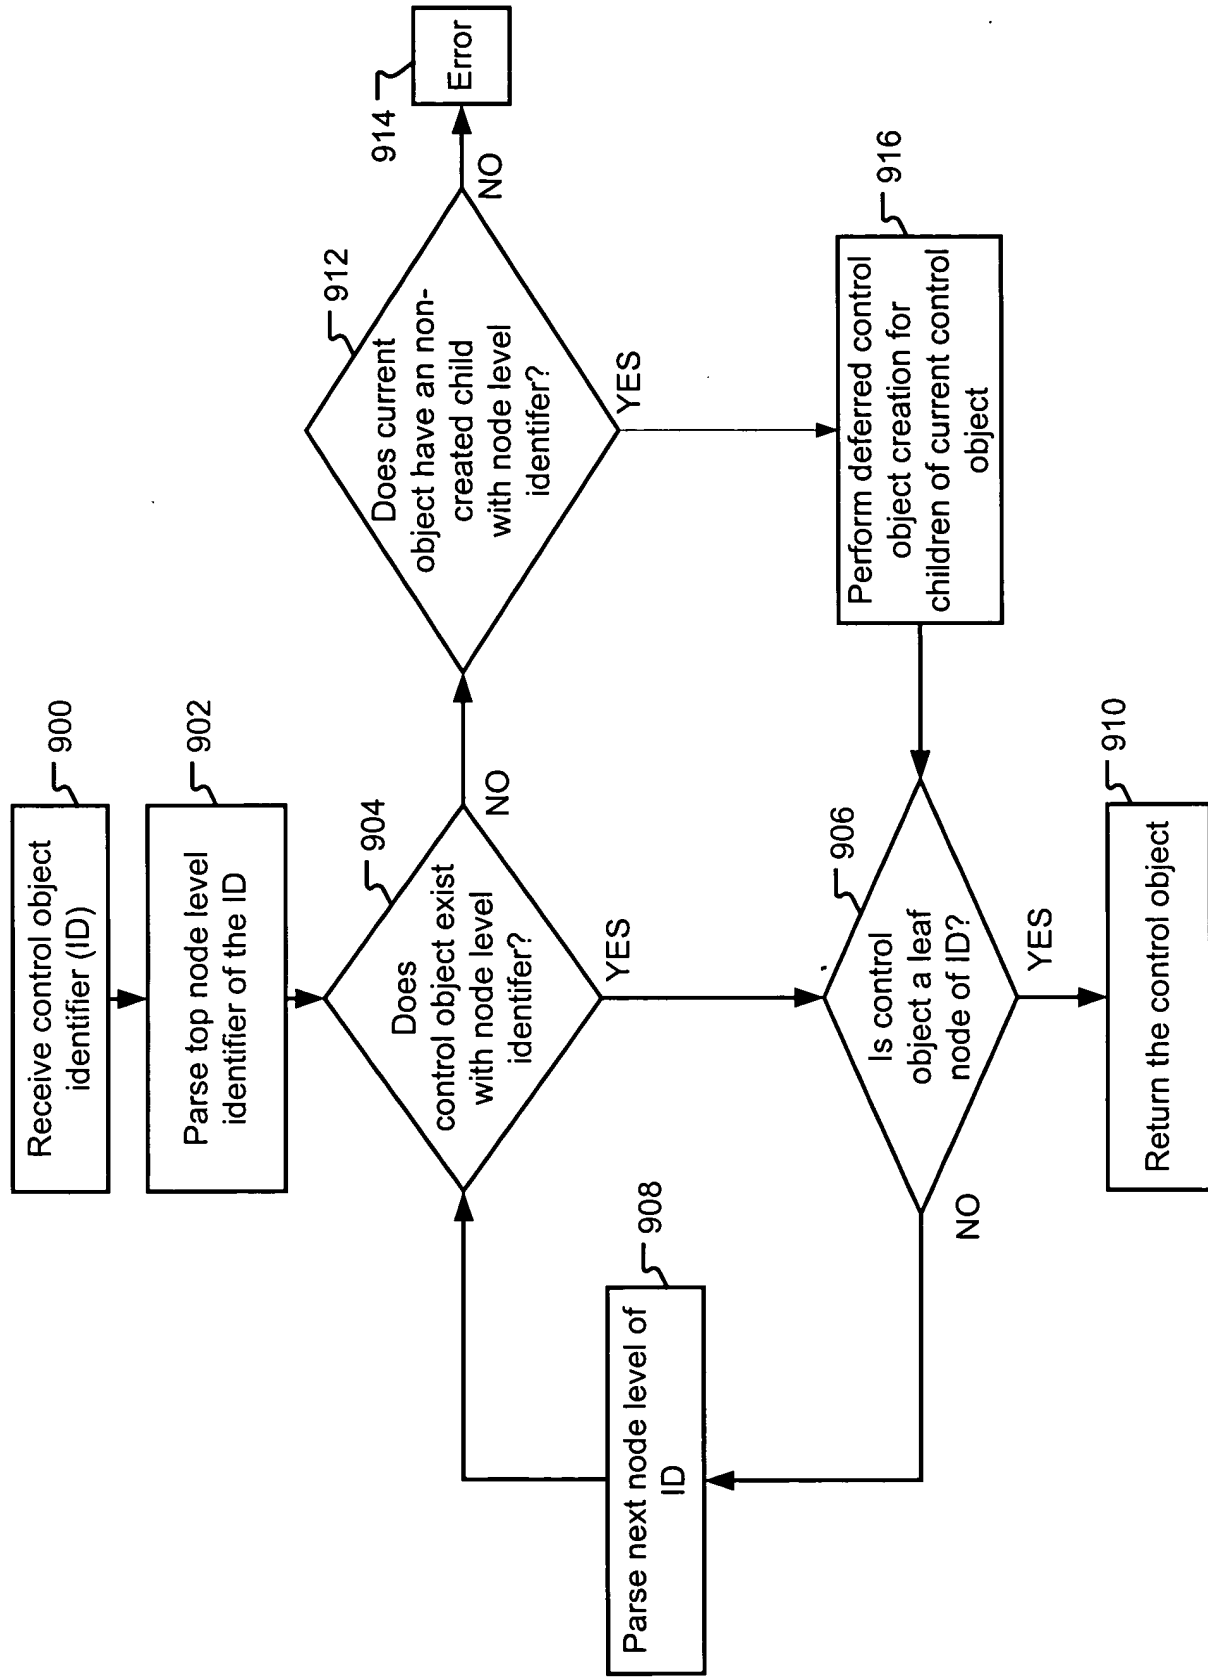 Receive control object
identifier (ID)
900
Parse top node level
identifier of the ID
902
Does
control object exist
with node level
identifer?
904
NO
YES
Does current
object have an non-
created child
with node level
identifer?
912
NO
YES
Error
914
Parse next node level of
ID
908
Is control
object a leaf
node of ID?
906
NO
YES
Perform deferred control
object creation for
children of current control
object
916
Return the control object
910